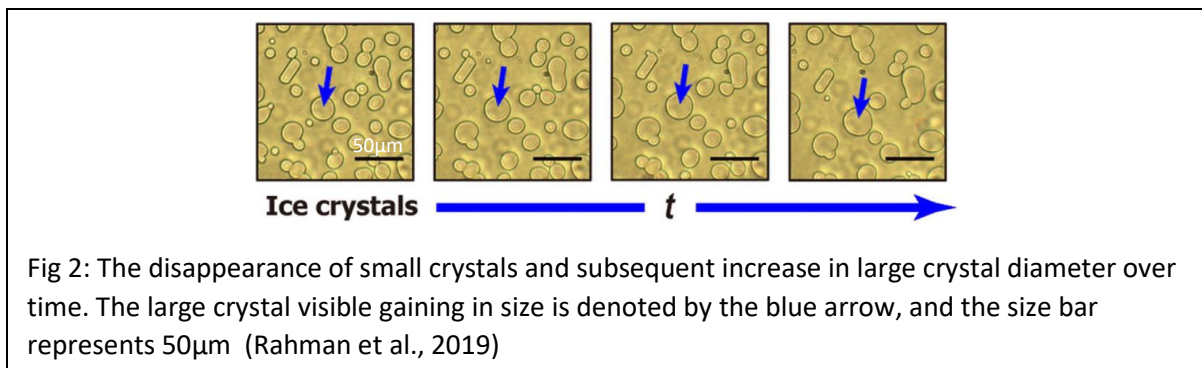 50µm
Ice crystals
t
Fig 2: The disappearance of small crystals and subsequent increase in large crystal diameter over
time. The large crystal visible gaining in size is denoted by the blue arrow, and the size bar
represents 50µm  (Rahman et al., 2019)